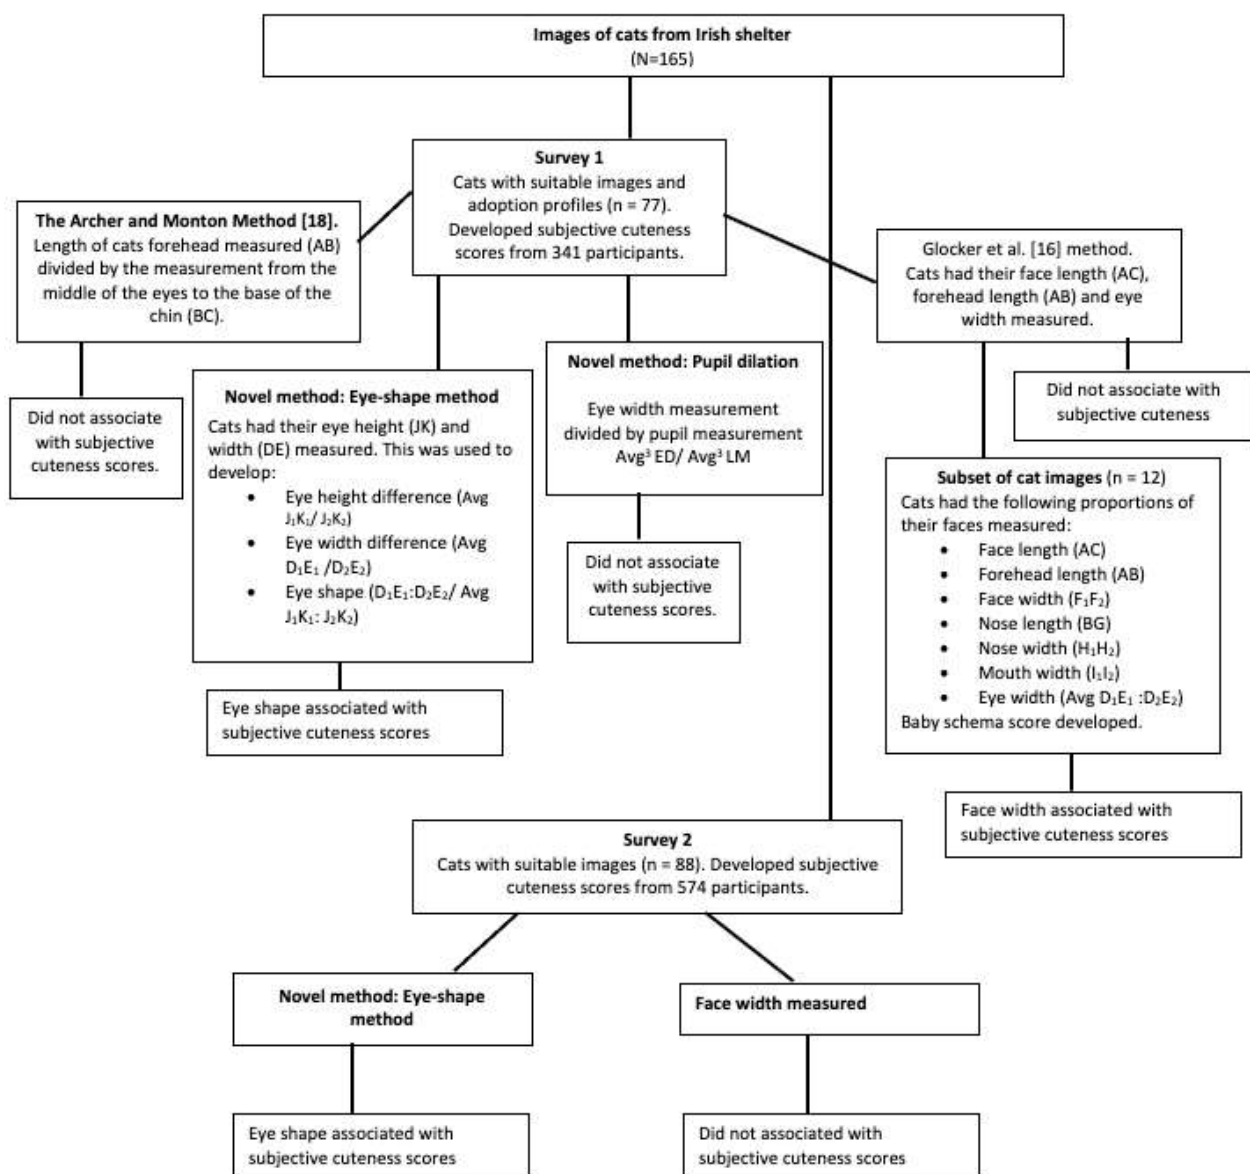 Images of cats from Irish shelter
(N=165)
Survey 1
Cats with suitable images and
adoption profiles (n = 77).
Developed subjective cuteness
scores from 341 participants.
The Archer and Monton Method [18].
Length of cats forehead measured (AB)
divided by the measurement from the
middle of the eyes to the base of the
chin (BC).
Glocker et al. [16] method.
Cats had their face length (AC),
forehead length (AB) and eye
width measured.
Did not associate
with subjective
cuteness scores.
Novel method: Eye-shape method
Cats had their eye height (JK) and
width (DE) measured. This was used to
develop:
• Eye height difference (Avg
J₁K₁/ J₂K₂)
• Eye width difference (Avg
D₁E₁ /D₂E₂)
• Eye shape (D₁E₁:D₂E₂/ Avg
J₁K₁: J₂K₂)
Novel method: Pupil dilation
Eye width measurement
divided by pupil measurement
Avg³ ED/ Avg³ LM
Did not associate with
subjective cuteness
Did not associate
with subjective
cuteness scores.
Subset of cat images (n = 12)
Cats had the following proportions of
their faces measured:
• Face length (AC)
• Forehead length (AB)
• Face width (F₁F₂)
• Nose length (BG)
• Nose width (H₁H₂)
• Mouth width (I₁I₂)
• Eye width (Avg D₁E₁ :D₂E₂)
Baby schema score developed.
Eye shape associated with
subjective cuteness scores
Face width associated with
subjective cuteness scores
Survey 2
Cats with suitable images (n = 88). Developed subjective
cuteness scores from 574 participants.
Novel method: Eye-shape
method
Face width measured
Eye shape associated with
subjective cuteness scores
Did not associated with
subjective cuteness scores